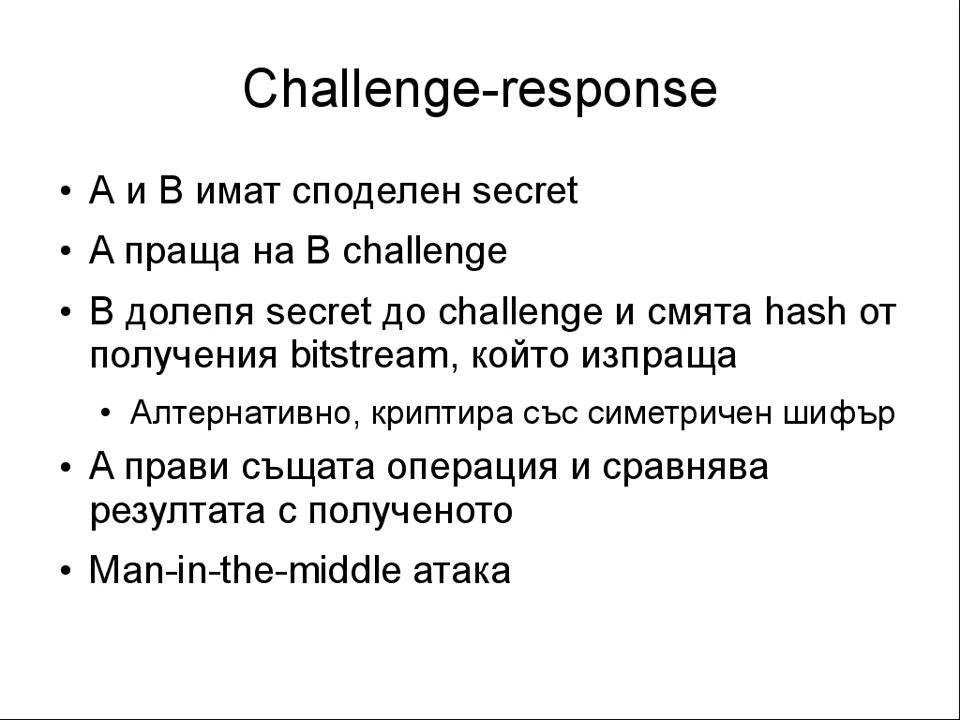 Challenge-response
• А и В имат споделен secret
• А праща на В challenge
• В долепя secret до challenge и смята hash от
получения bitstream, който изпраща
• Алтернативно, криптира със симетричен шифър
• А прави същата операция и сравнява
резултата с полученото
• Man-in-the-middle атака